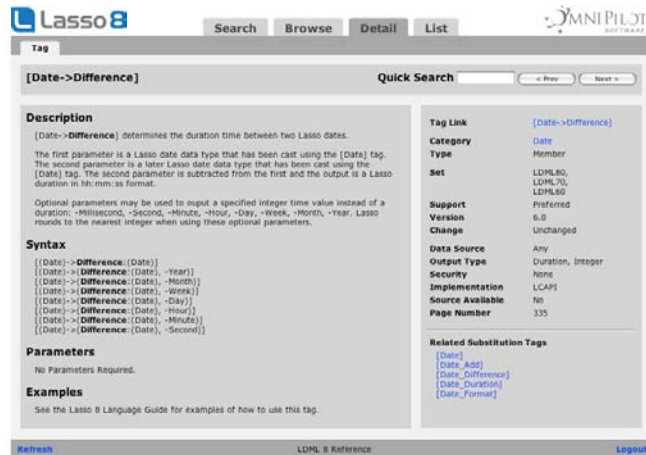 Lasso 8
Search Browse Detail List
OMNIPILOT
SOFTWARE
Tag
[Date->Difference]
Quick Search
< Prev
Next >
Description
[Date->Difference] determines the duration time between two Lasso dates.
The first parameter is a Lasso date data type that has been cast using the [Date] tag.
The second parameter is a later Lasso date data type that has been cast using the
[Date] tag. The second parameter is subtracted from the first and the output is a Lasso
duration in hh:mm:ss format.
Optional parameters may be used to ouput a specified integer time value instead of a
duration: -Millisecond, -Second, -Minute, -Hour, -Day, -Week, -Month, -Year. Lasso
rounds to the nearest integer when using these optional parameters.
Syntax
[(Date)->Difference:(Date)]
[(Date)->(Difference:(Date), -Year)]
[(Date)->(Difference:(Date), -Month)]
[(Date)->(Difference:(Date), -Week)]
[(Date)->(Difference:(Date), -Day)]
[(Date)->(Difference:(Date), -Hour)]
[(Date)->(Difference:(Date), -Minute)]
[(Date)->(Difference:(Date), -Second)]
Parameters
No Parameters Required.
Examples
See the Lasso 8 Language Guide for examples of how to use this tag.
Tag Link [Date->Difference]
Category Date
Type Member
Set LDML80,
LDML70,
LDML60
Support Preferred
Version 6.0
Change Unchanged
Data Source Any
Output Type Duration, Integer
Security None
Implementation LCAPI
Source Available No
Page Number 335
Related Substitution Tags
[Date]
[Date_Add]
[Date_Difference]
[Date_Duration]
[Date_Format]
Refresh
LDML 8 Reference
Logout